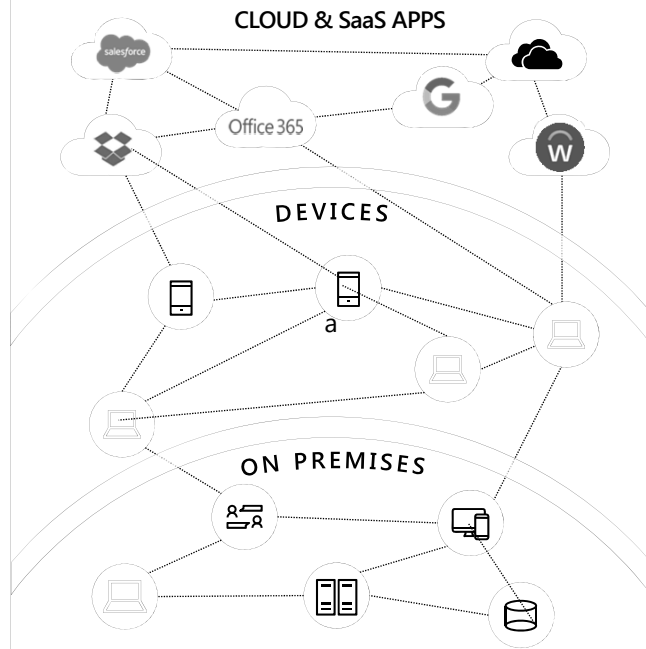 CLOUD & SaaS APPS
salesforce
G
Office 365
W
DEVICES
a
ON PREMISES